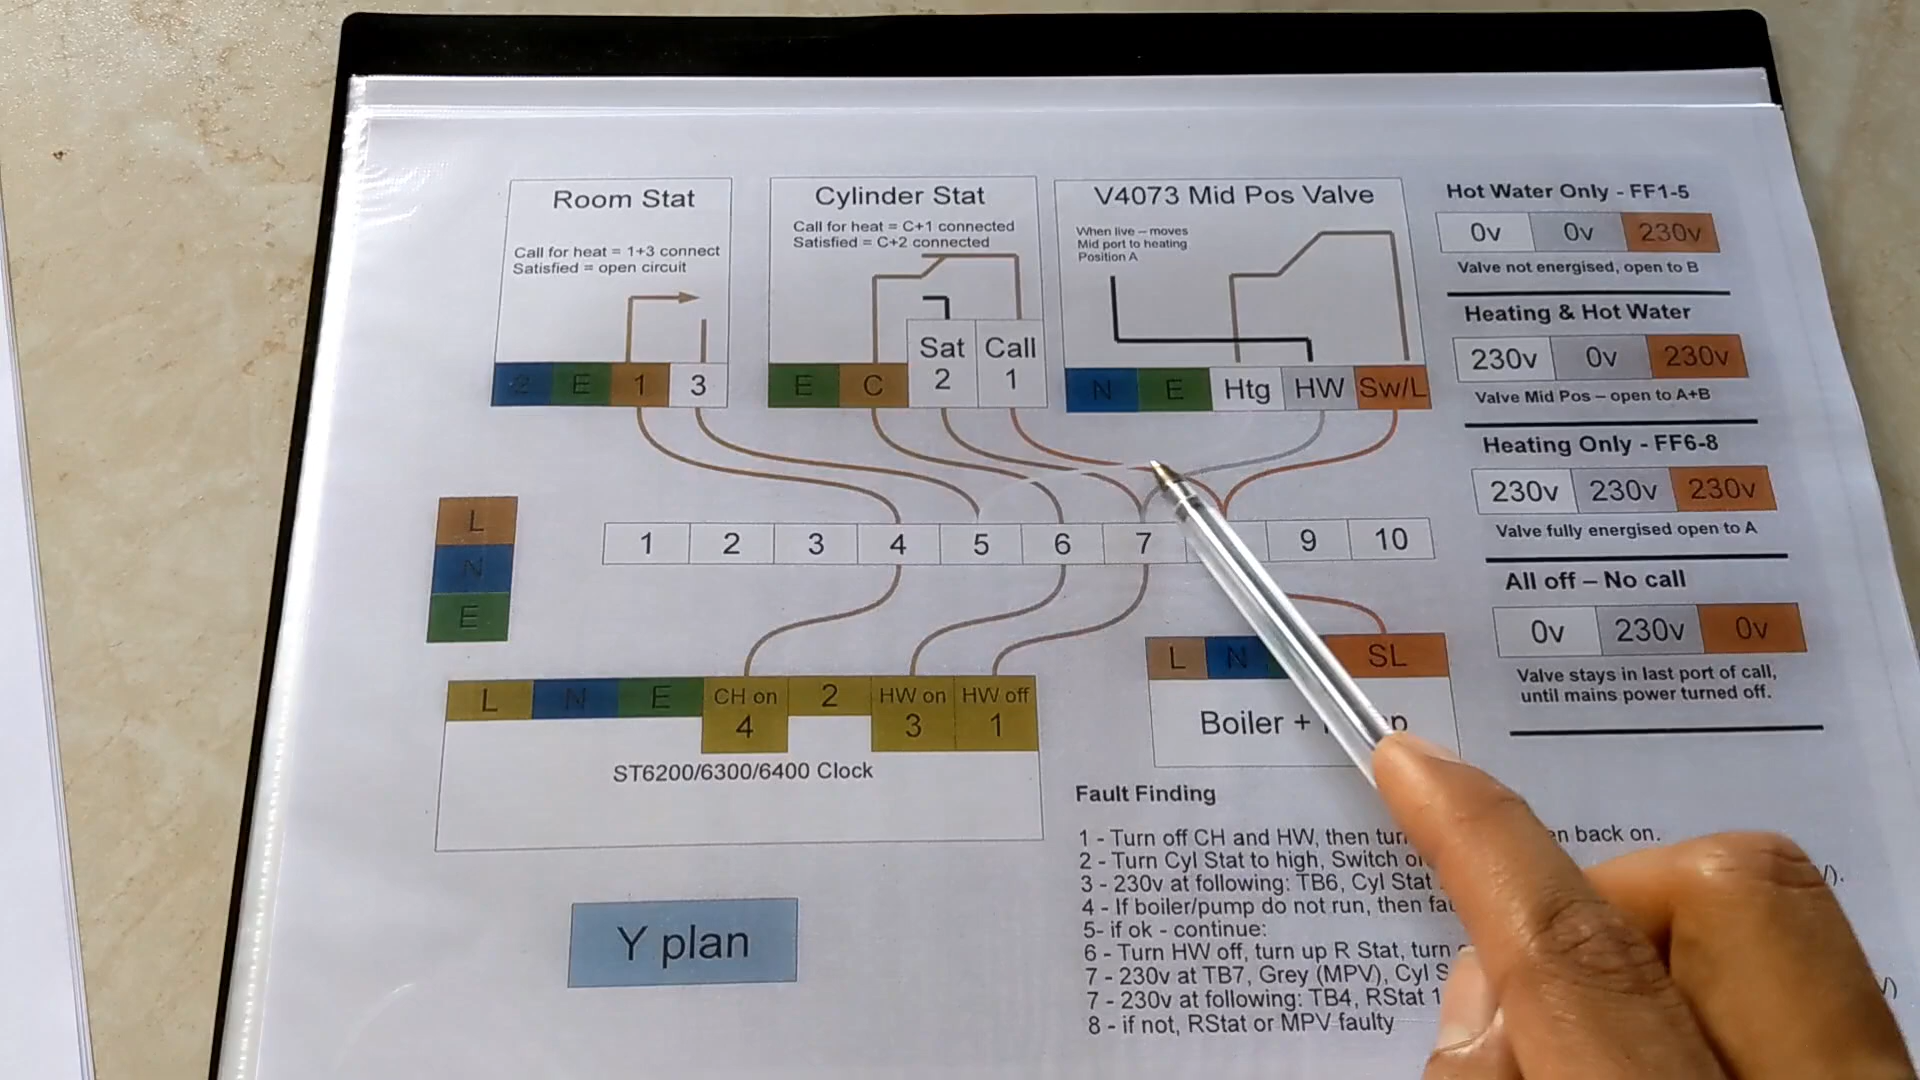 Room Stat
Call for heat = 1+3 connect
Satisfied = open circuit
2 E 1 3
Cylinder Stat
Call for heat = C+1 connected
Satisfied = C+2 connected
Sat Call
E C 2 1
V4073 Mid Pos Valve
When live – moves
Mid port to heating
Position A
N E Htg HW Sw/L
Hot Water Only - FF1-5
0v 0v 230v
Valve not energised, open to B
Heating & Hot Water
230v 0v 230v
Valve Mid Pos – open to A+B
Heating Only - FF6-8
230v 230v 230v
Valve fully energised open to A
All off – No call
0v 230v 0v
Valve stays in last port of call,
until mains power turned off.
L
N
E
1 2 3 4 5 6 7 9 10
L N E CH on 2 HW on HW off
4 3 1
ST6200/6300/6400 Clock
L N SL
Boiler +
Y plan
Fault Finding
1 - Turn off CH and HW, then back on.
2 - Turn Cyl Stat to high, Switch
3 - 230v at following: TB6, Cyl Stat
4 - If boiler/pump do not run, then
5- if ok - continue:
6 - Turn HW off, turn up R Stat, turn
7 - 230v at TB7, Grey (MPV), Cyl
7 - 230v at following: TB4, RStat 1
8 - if not, RStat or MPV faulty